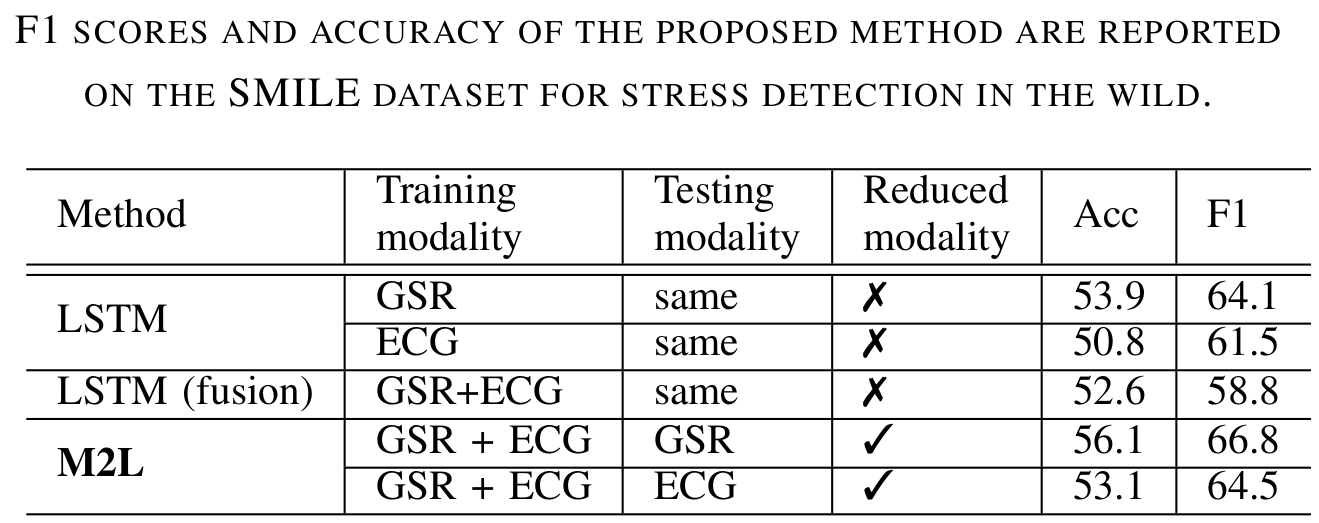 F1 SCORES AND ACCURACY OF THE PROPOSED METHOD ARE REPORTED
ON THE SMILE DATASET FOR STRESS DETECTION IN THE WILD.
Method Training modality Testing modality Reduced modality Acc F1
LSTM GSR same ✗ 53.9 64.1
ECG same ✗ 50.8 61.5
LSTM (fusion) GSR+ECG same ✗ 52.6 58.8
M2L GSR + ECG GSR ✓ 56.1 66.8
GSR + ECG ECG ✓ 53.1 64.5